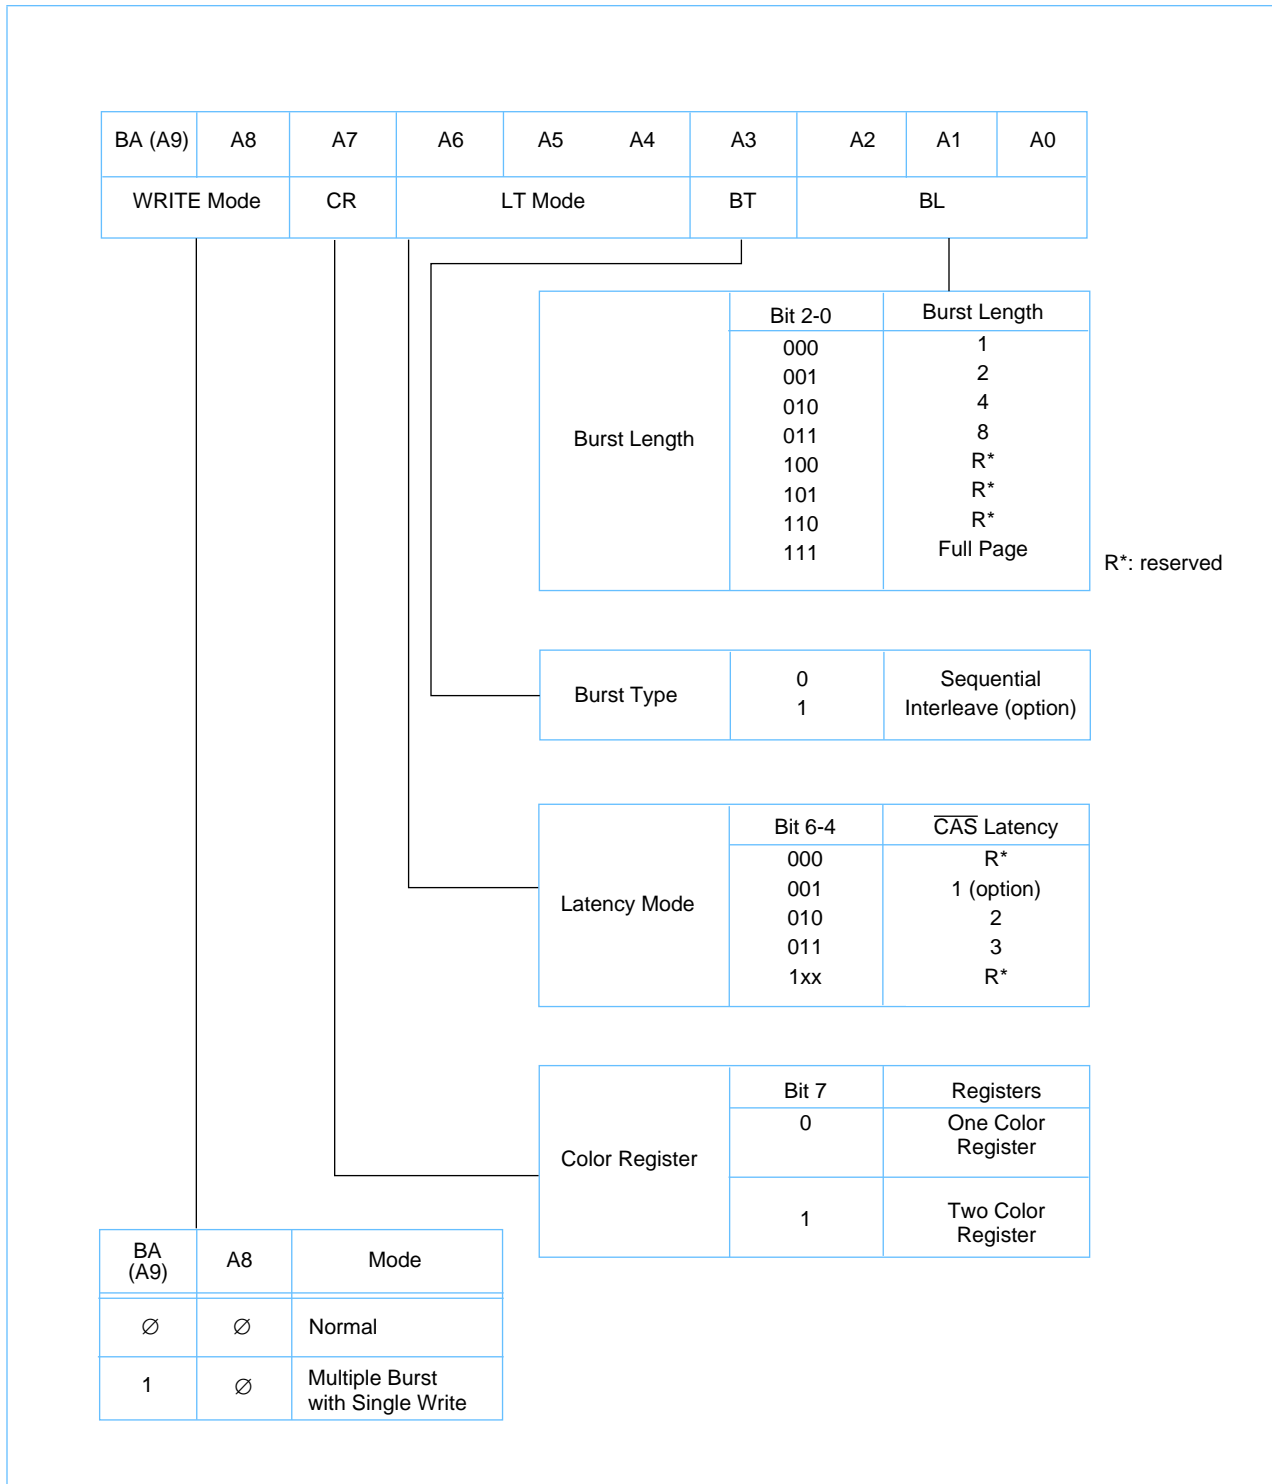 BA (A9) A8 A7 A6 A5 A4 A3 A2 A1 A0
WRITE Mode CR LT Mode BT BL
Bit 2-0 Burst Length
000 1
001 2
010 4
Burst Length 011 8
100 R*
101 R*
110 R*
111 Full Page
R*: reserved
Burst Type 0 Sequential
1 Interleave (option)
Bit 6-4 C̅A̅S̅ Latency
000 R*
001 1 (option)
Latency Mode 010 2
011 3
1xx R*
Bit 7 Registers
0 One Color
Register
Color Register
1 Two Color
Register
BA
(A9) A8 Mode
∅ ∅ Normal
1 ∅ Multiple Burst
with Single Write